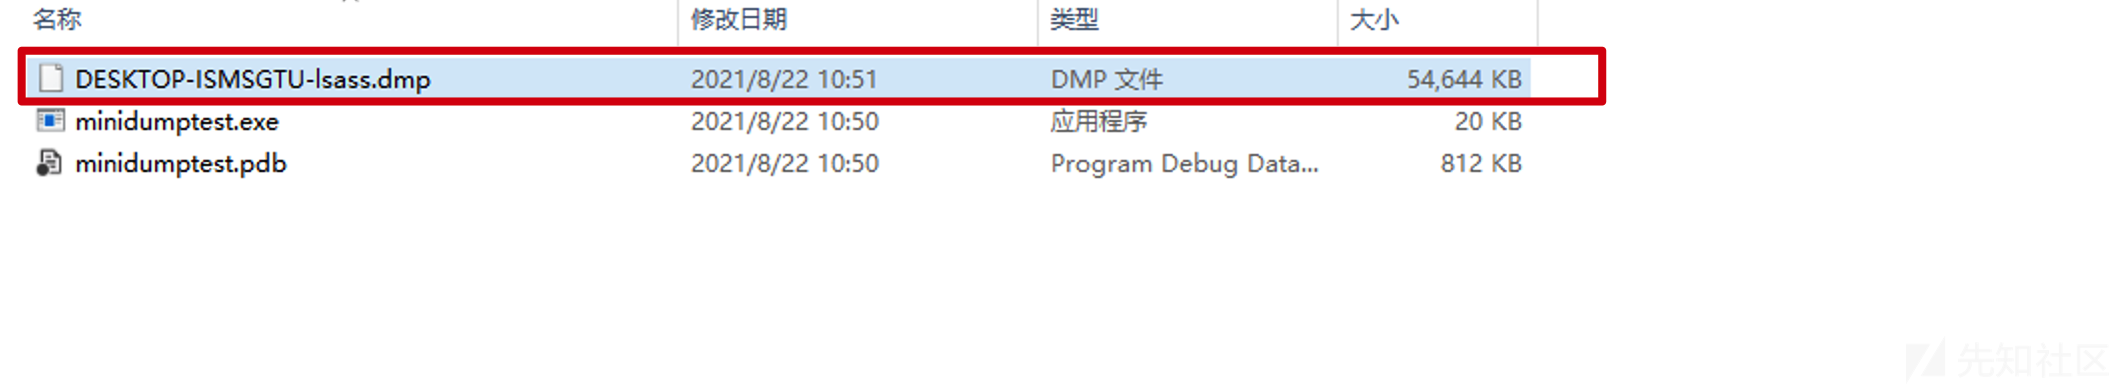 名称 修改日期 类型 大小
DESKTOP-ISMSGTU-lsass.dmp 2021/8/22 10:51 DMP 文件 54,644 KB
minidumptest.exe 2021/8/22 10:50 应用程序 20 KB
minidumptest.pdb 2021/8/22 10:50 Program Debug Data... 812 KB
先知社区